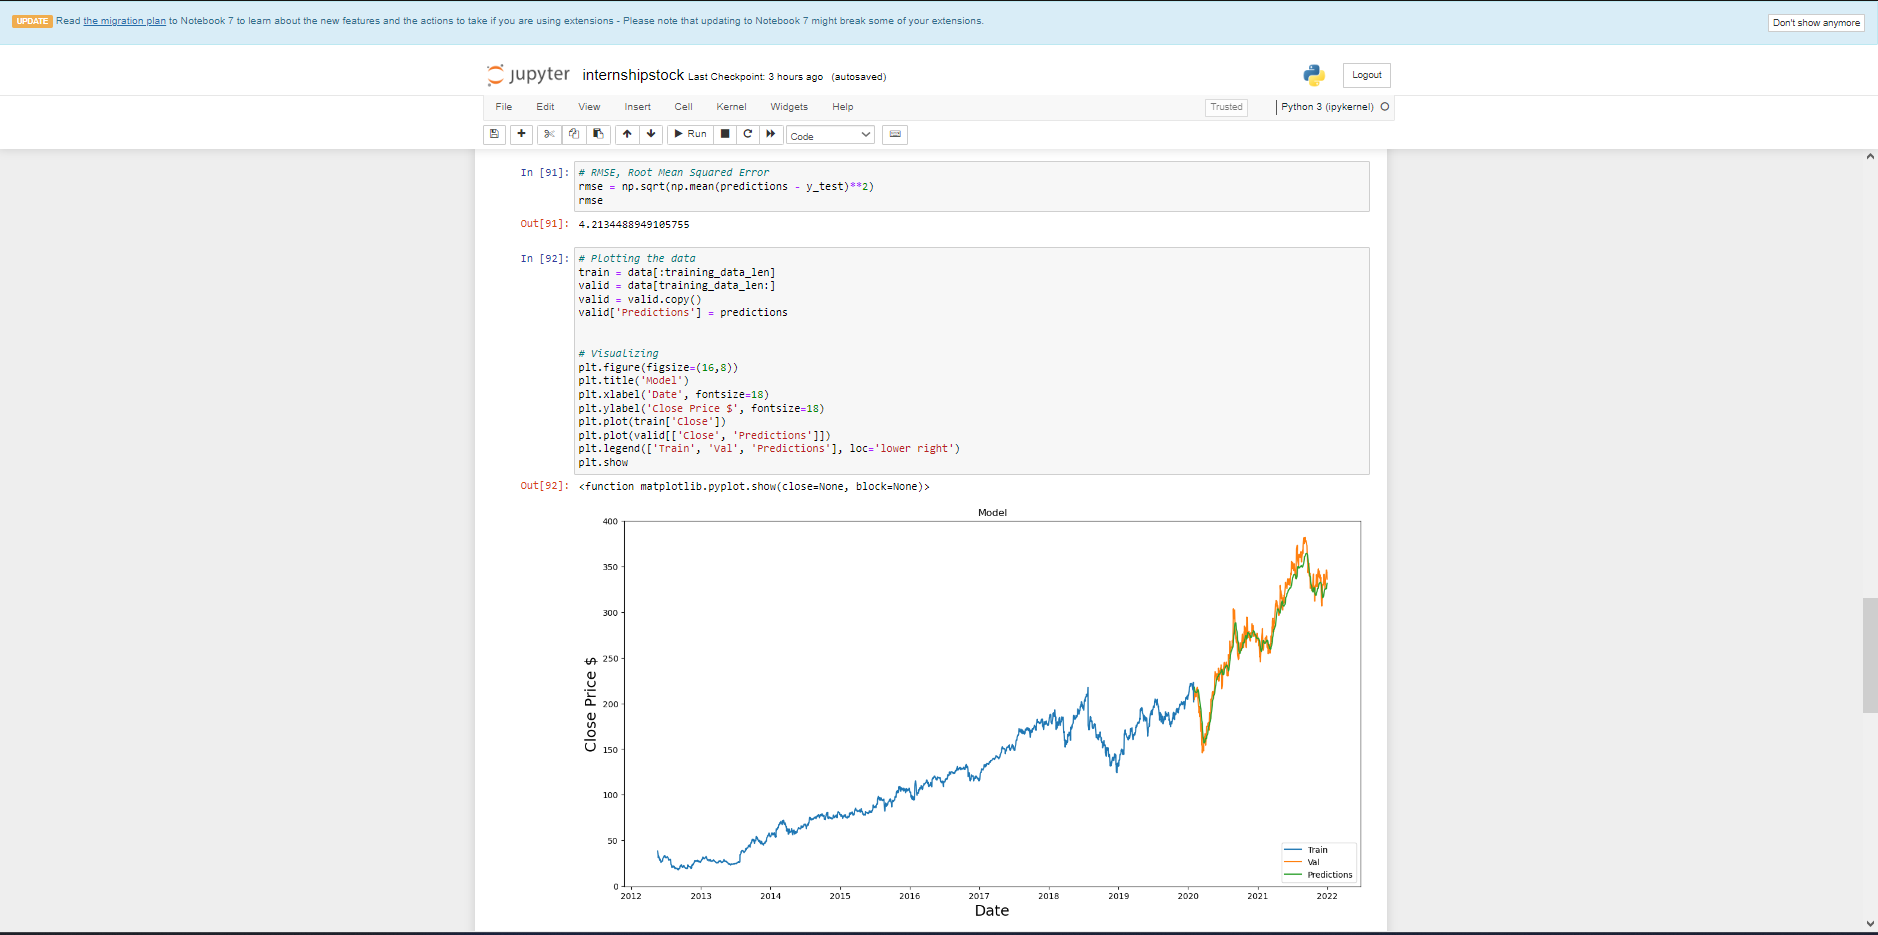 UPDATE Read the migration plan to Notebook 7 to learn about the new features and the actions to take if you are using extensions - Please note that updating to Notebook 7 might break some of your extensions.
Don't show anymore
jupyter internshipstock Last Checkpoint: 3 hours ago (autosaved)
Logout
File Edit View Insert Cell Kernel Widgets Help
Trusted
Python 3 (ipykernel)
Run
Code
In [91]: # RMSE, Root Mean Squared Error
rmse = np.sqrt(np.mean(predictions - y_test)**2)
rmse
Out[91]: 4.2134488949105755
In [92]: # Plotting the data
train = data[:training_data_len]
valid = data[training_data_len:]
valid = valid.copy()
valid['Predictions'] = predictions
# Visualizing
plt.figure(figsize=(16,8))
plt.title('Model')
plt.xlabel('Date', fontsize=18)
plt.ylabel('Close Price $', fontsize=18)
plt.plot(train['Close'])
plt.plot(valid[['Close', 'Predictions']])
plt.legend(['Train', 'Val', 'Predictions'], loc='lower right')
plt.show
Out[92]: <function matplotlib.pyplot.show(close=None, block=None)>
Model
400
350
300
250
200
150
100
50
0
Close Price $
Train
Val
Predictions
2012 2013 2014 2015 2016 2017 2018 2019 2020 2021 2022
Date